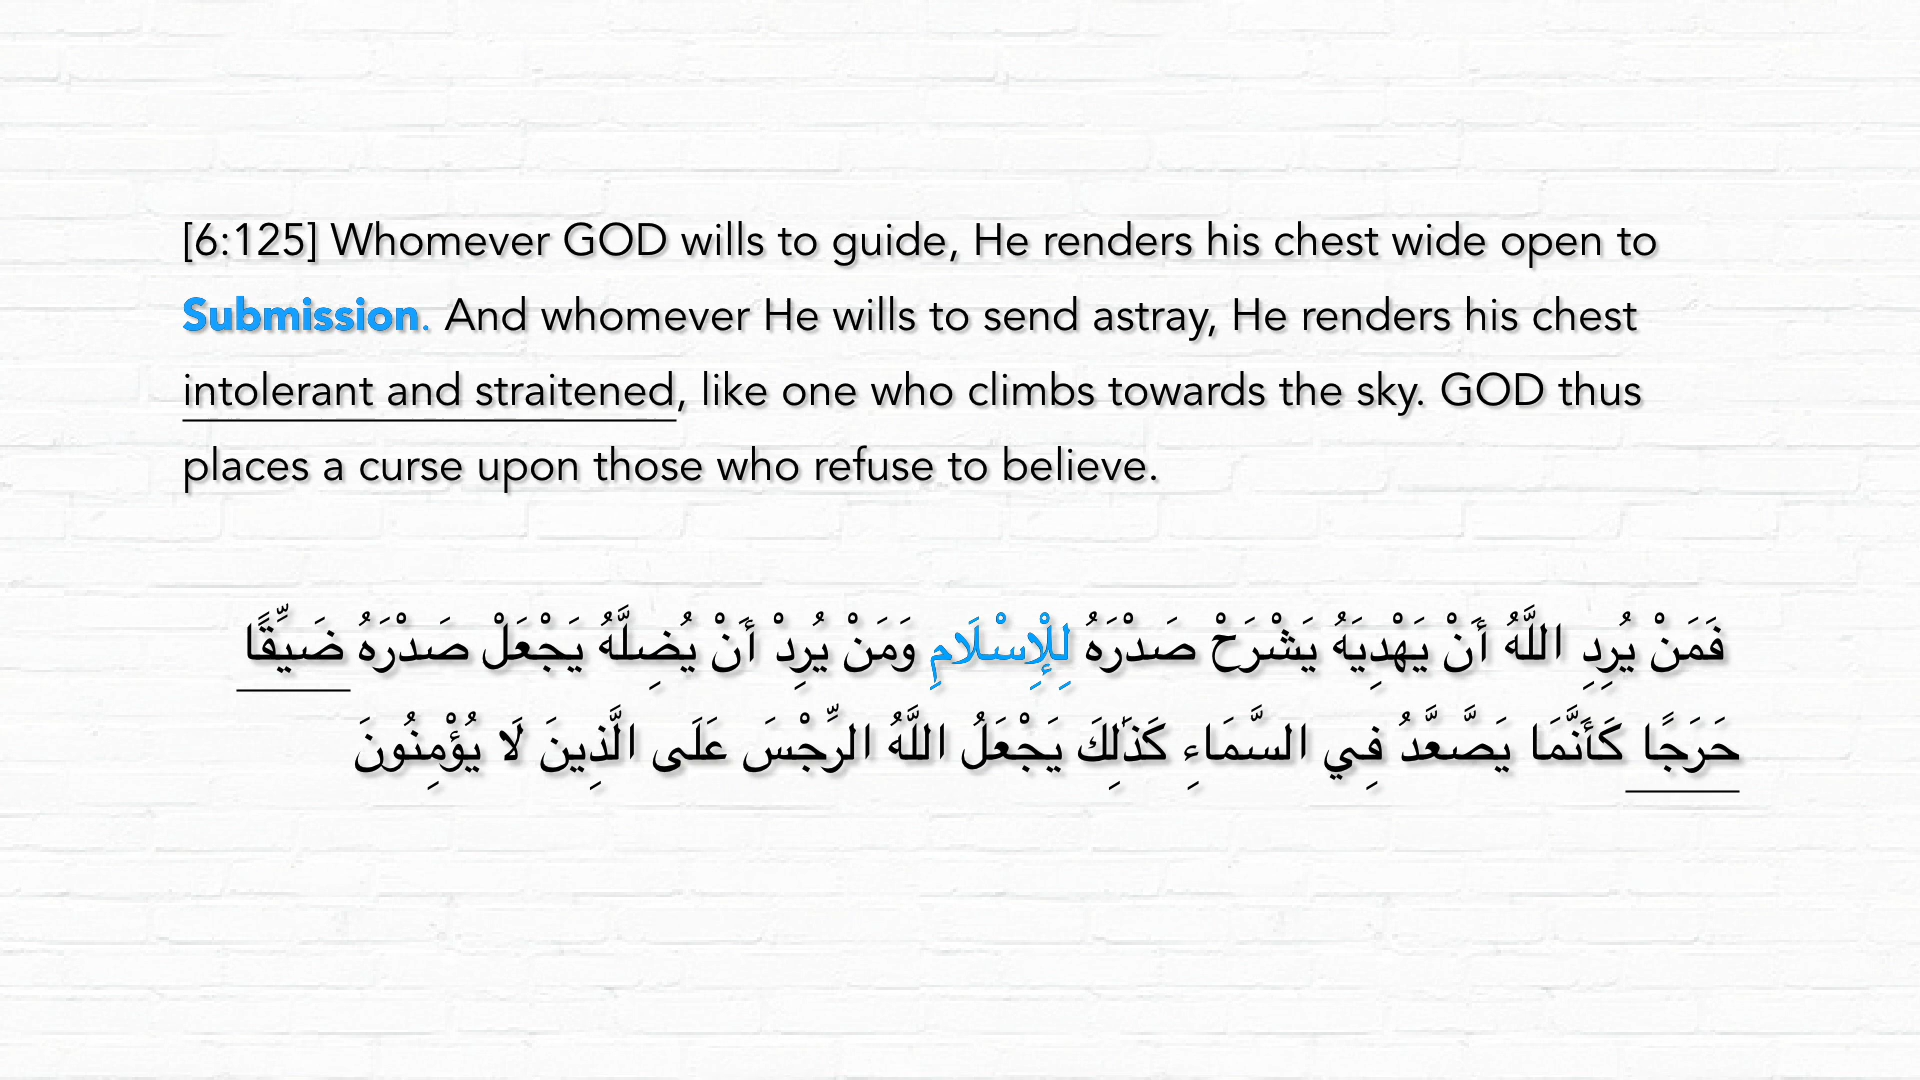 [6:125] Whomever GOD wills to guide, He renders his chest wide open to
Submission. And whomever He wills to send astray, He renders his chest
intolerant and straitened, like one who climbs towards the sky. GOD thus
places a curse upon those who refuse to believe.
فَمَنْ يُرِدِ اللَّهُ أَنْ يَهْدِيَهُ يَشْرَحْ صَدْرَهُ لِلْإِسْلَامِ وَمَنْ يُرِدْ أَنْ يُضِلَّهُ يَجْعَلْ صَدْرَهُ ضَيِّقًا
حَرَجًا كَأَنَّمَا يَصَّعَّدُ فِي السَّمَاءِ كَذَٰلِكَ يَجْعَلُ اللَّهُ الرِّجْسَ عَلَى الَّذِينَ لَا يُؤْمِنُونَ